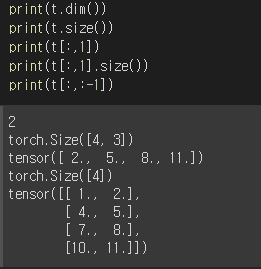 print(t.dim())
print(t.size())
print(t[:,1])
print(t[:,1].size())
print(t[:,:-1])
2
torch.Size([4, 3])
tensor([ 2.,  5.,  8., 11.])
torch.Size([4])
tensor([[ 1.,  2.],
        [ 4.,  5.],
        [ 7.,  8.],
        [10., 11.]])